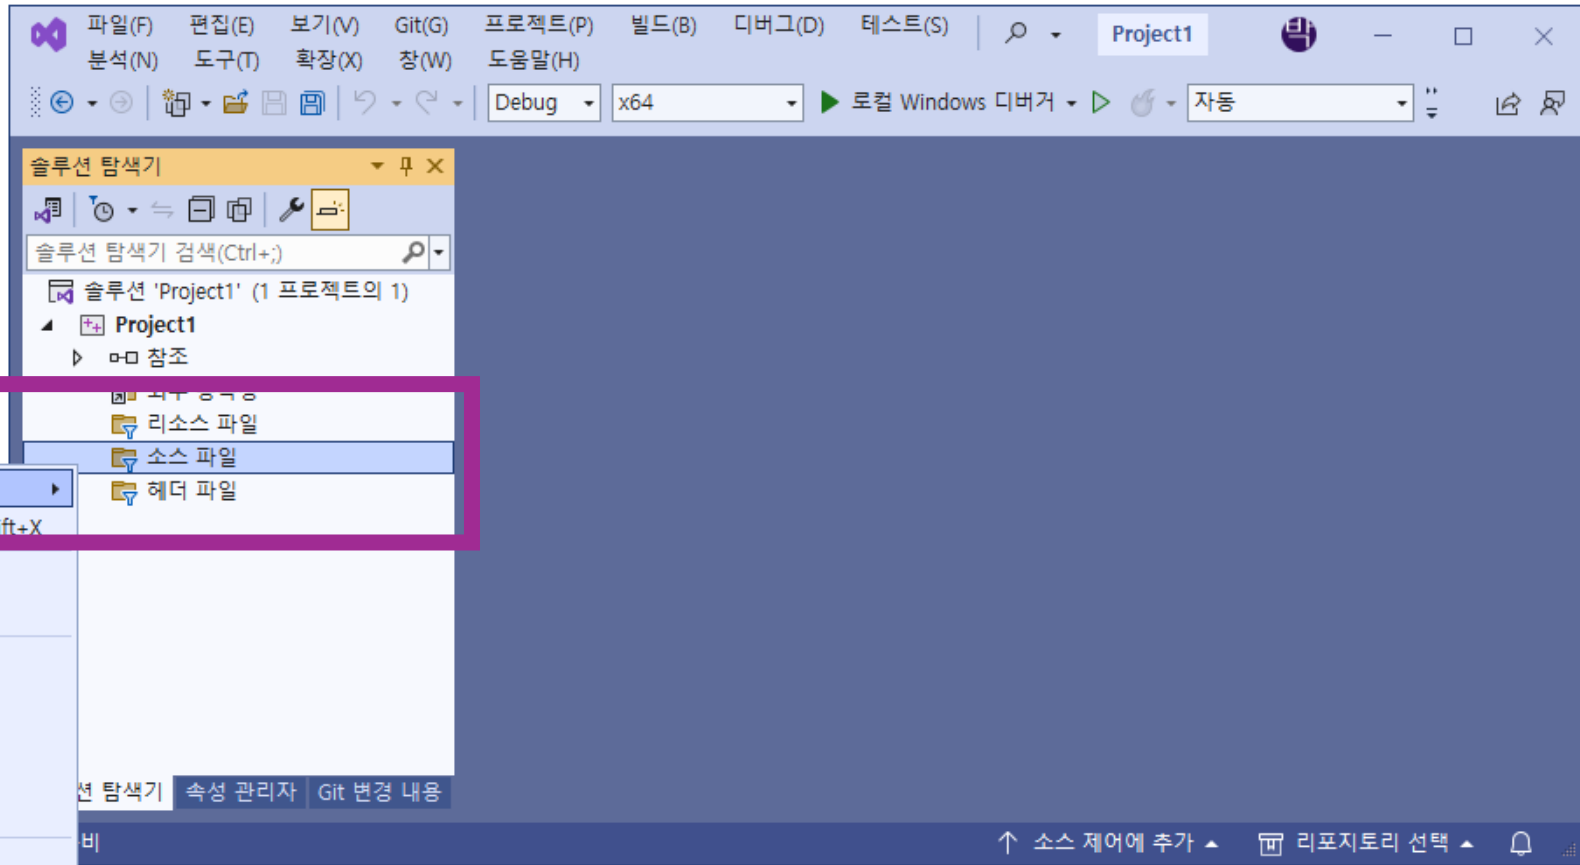 파일(F) 편집(E) 보기(V) Git(G) 프로젝트(P) 빌드(B) 디버그(D) 테스트(S) Project1 박
분석(N) 도구(T) 확장(X) 창(W) 도움말(H)
Debug x64 로컬 Windows 디버거 자동
솔루션 탐색기
솔루션 탐색기 검색(Ctrl+;)
솔루션 'Project1' (1 프로젝트의 1)
Project1
참조
리소스 파일
소스 파일
헤더 파일
ift+X
션 탐색기 속성 관리자 Git 변경 내용
비 소스 제어에 추가 리포지토리 선택